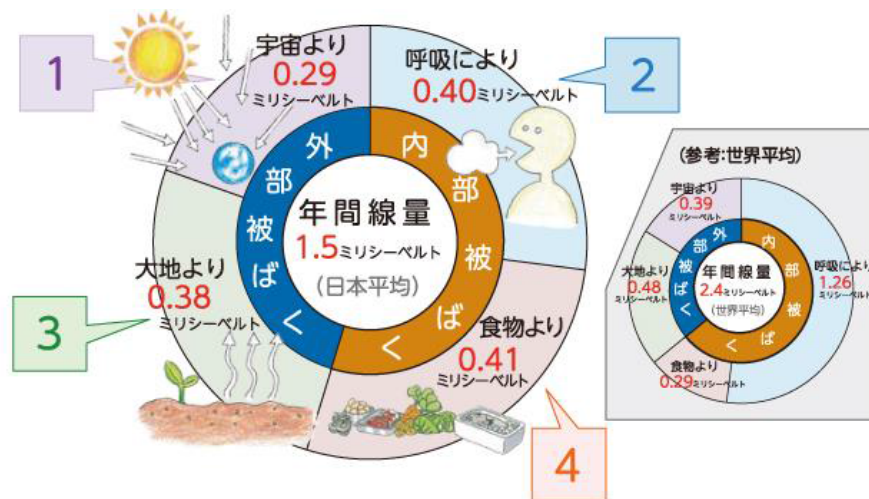 1
宇宙より
0.29
ミリシーベルト
呼吸により
0.40ミリシーベルト
2
外部被ばく
内部被ばく
年間線量
1.5ミリシーベルト
(日本平均)
大地より
0.38
ミリシーベルト
3
食物より
0.41
ミリシーベルト
4
(参考:世界平均)
宇宙より
0.39
ミリシーベルト
外部被ばく
内部被ばく
呼吸により
1.26
ミリシーベルト
大地より
0.48
ミリシーベルト
年間線量
2.4ミリシーベルト
(世界平均)
食物より
0.29ミリシーベルト